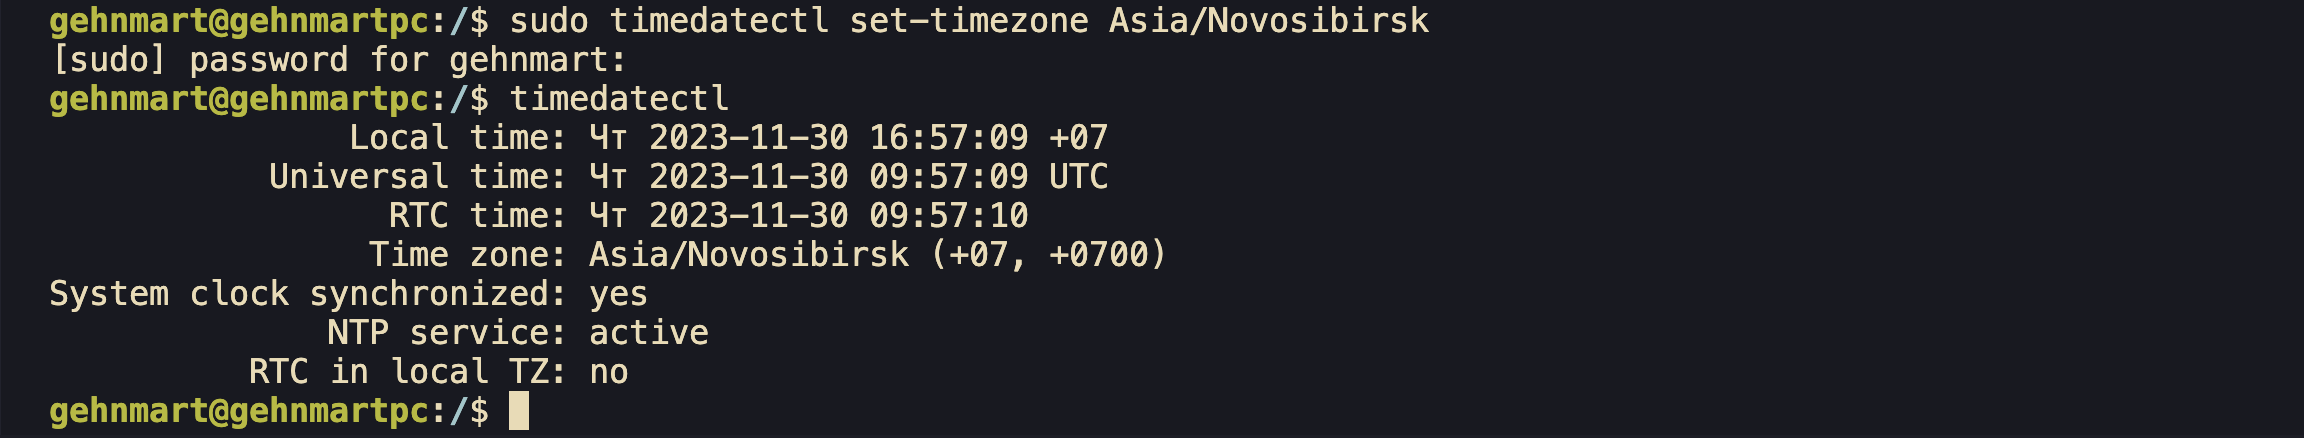 gehnmart@gehnmartpc:/$ sudo timedatectl set-timezone Asia/Novosibirsk
[sudo] password for gehnmart:
gehnmart@gehnmartpc:/$ timedatectl
Local time: Чт 2023-11-30 16:57:09 +07
Universal time: Чт 2023-11-30 09:57:09 UTC
RTC time: Чт 2023-11-30 09:57:10
Time zone: Asia/Novosibirsk (+07, +0700)
System clock synchronized: yes
NTP service: active
RTC in local TZ: no
gehnmart@gehnmartpc:/$